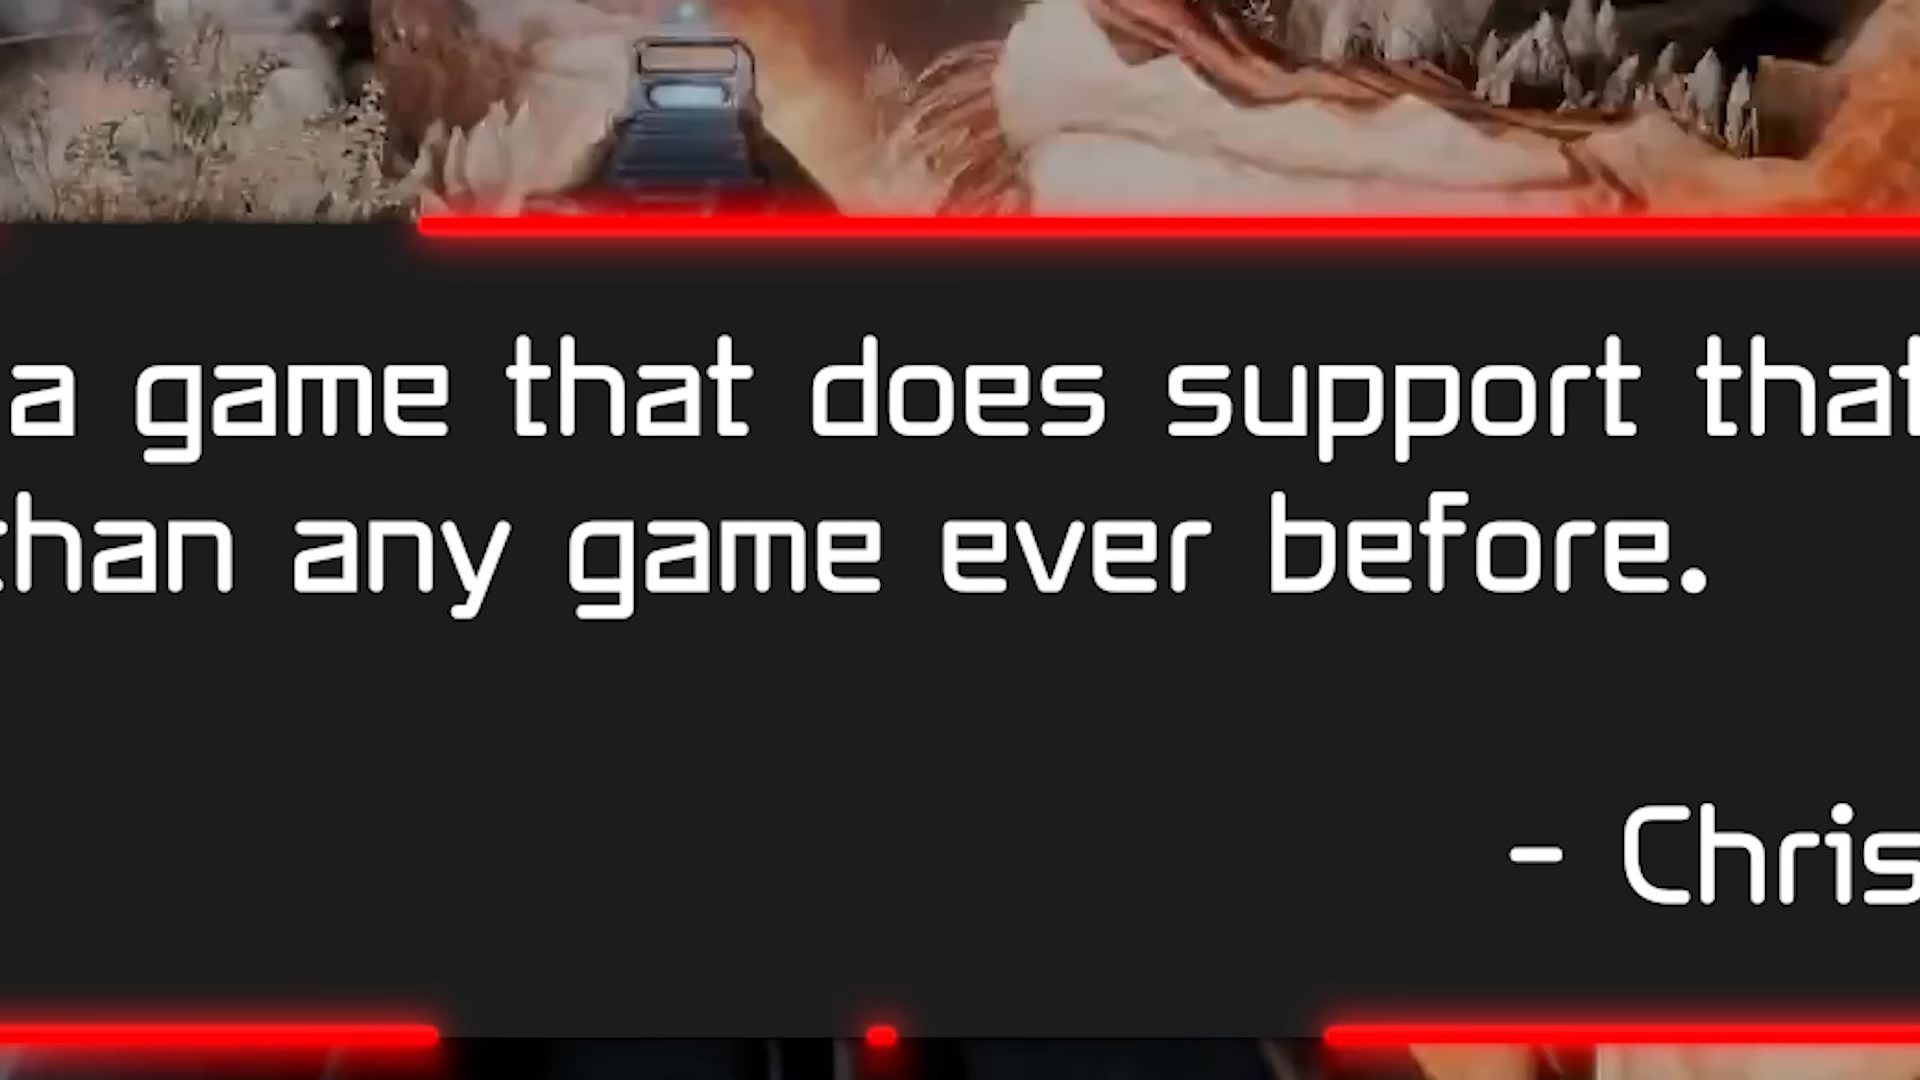 a game that does support that
than any game ever before.
- Chris